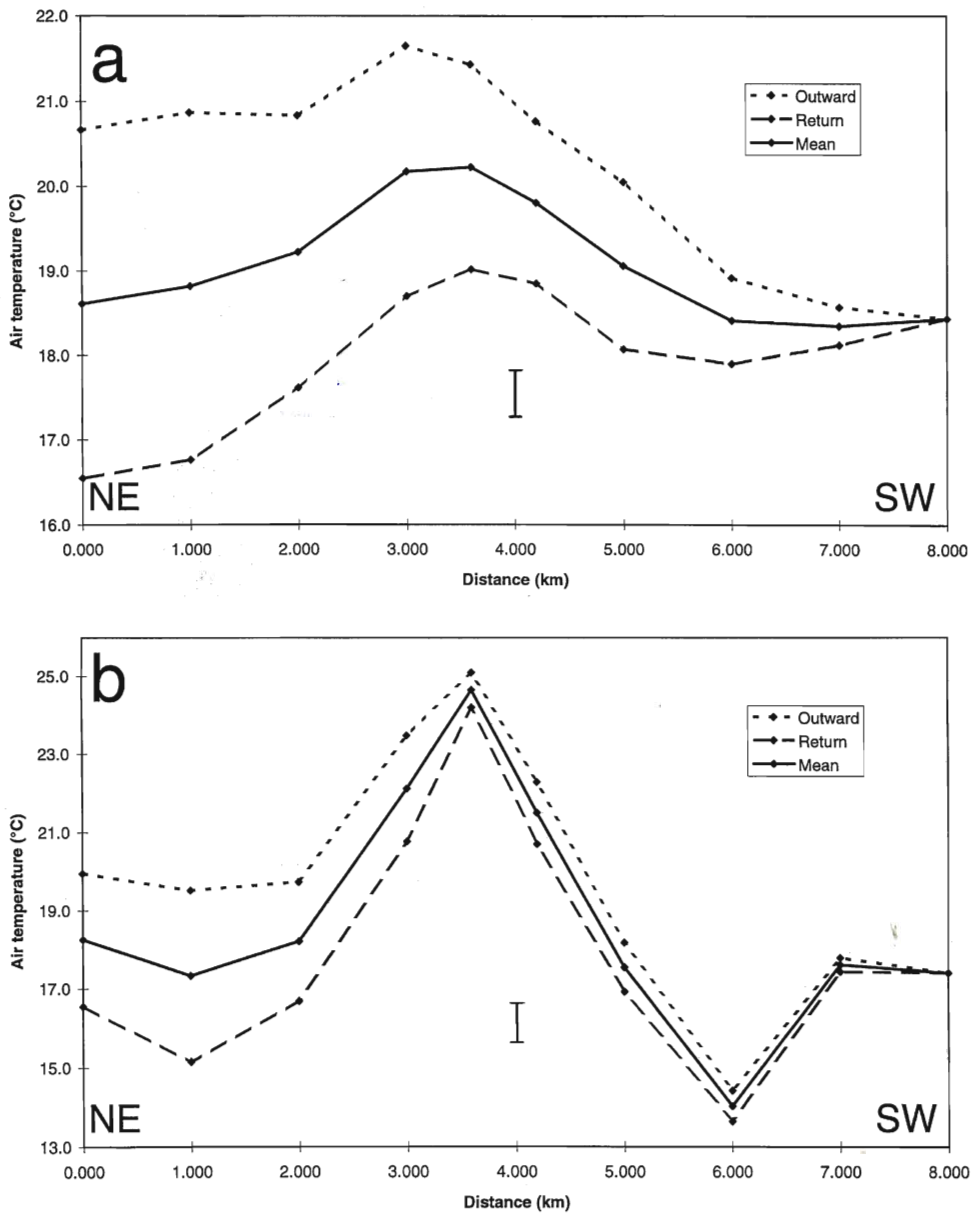 a
22.0
21.0
20.0
19.0
18.0
17.0
16.0
Air temperature (°C)
Outward
Return
Mean
NE
SW
0.000 1.000 2.000 3.000 4.000 5.000 6.000 7.000 8.000
Distance (km)
b
25.0
23.0
21.0
19.0
17.0
15.0
13.0
Air temperature (°C)
Outward
Return
Mean
NE
SW
0.000 1.000 2.000 3.000 4.000 5.000 6.000 7.000 8.000
Distance (km)